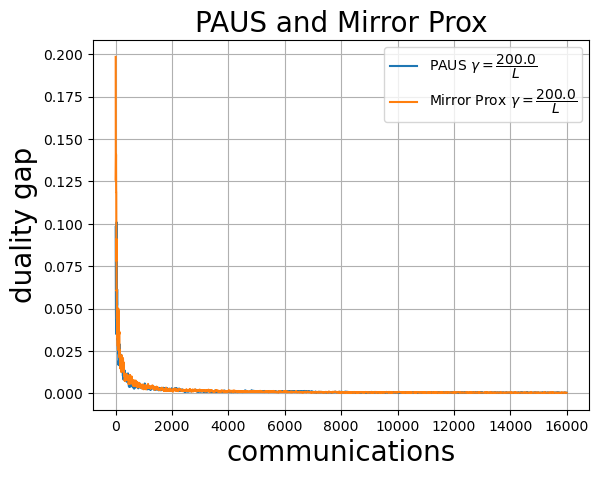 PAUS and Mirror Prox
PAUS γ = 200.0/L
Mirror Prox γ = 200.0/L
duality gap
0.200
0.175
0.150
0.125
0.100
0.075
0.050
0.025
0.000
0 2000 4000 6000 8000 10000 12000 14000 16000
communications